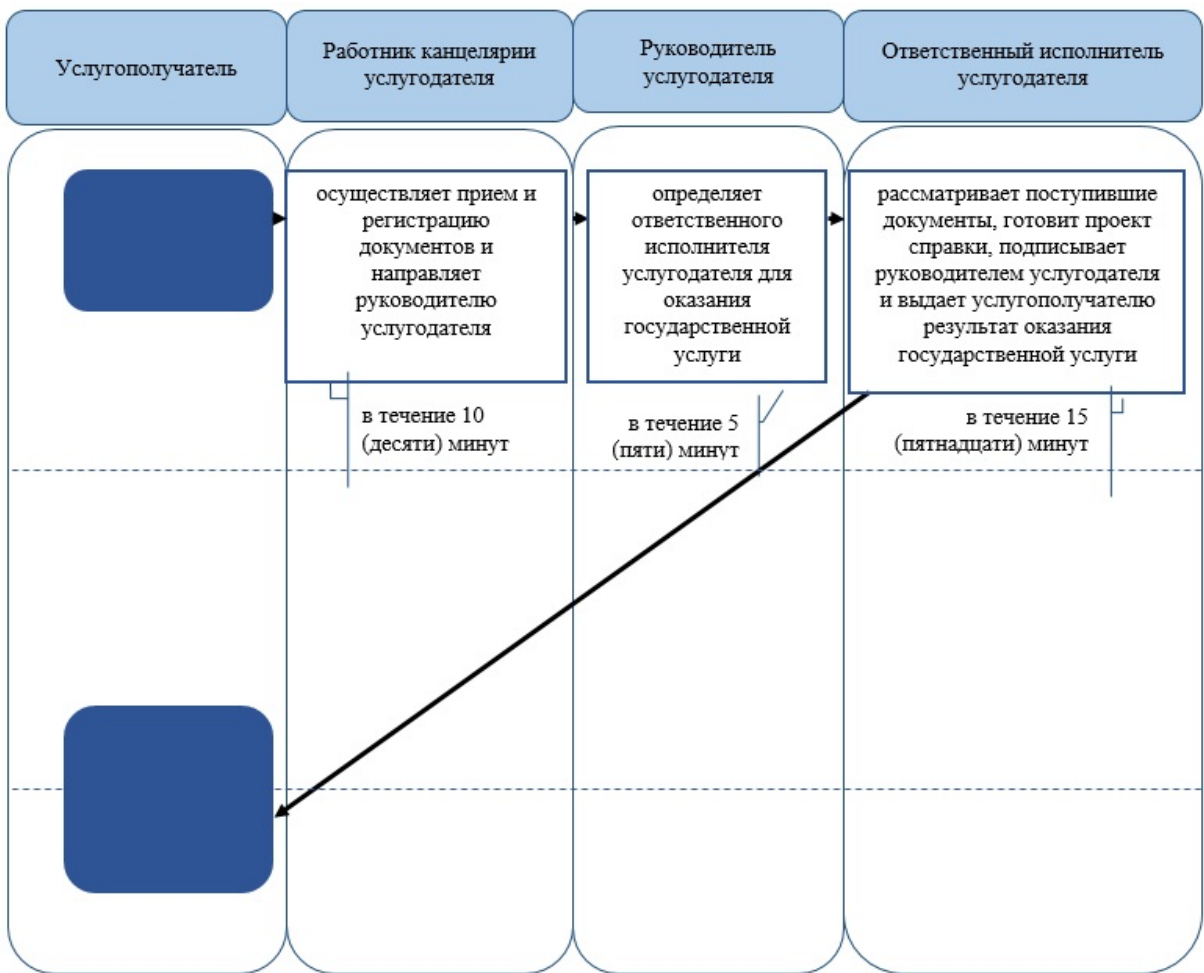 Услугополучатель
Работник канцелярии
услугодателя
Руководитель
услугодателя
Ответственный исполнитель
услугодателя
осуществляет прием и
регистрацию
документов и
направляет
руководителю
услугодателя
определяет
ответственного
исполнителя
услугодателя для
оказания
государственной
услуги
рассматривает поступившие
документы, готовит проект
справки, подписывает
руководителем услугодателя
и выдает услугополучателю
результат оказания
государственной услуги
в течение 10
(десяти) минут
в течение 5
(пяти) минут
в течение 15
(пятнадцати) минут